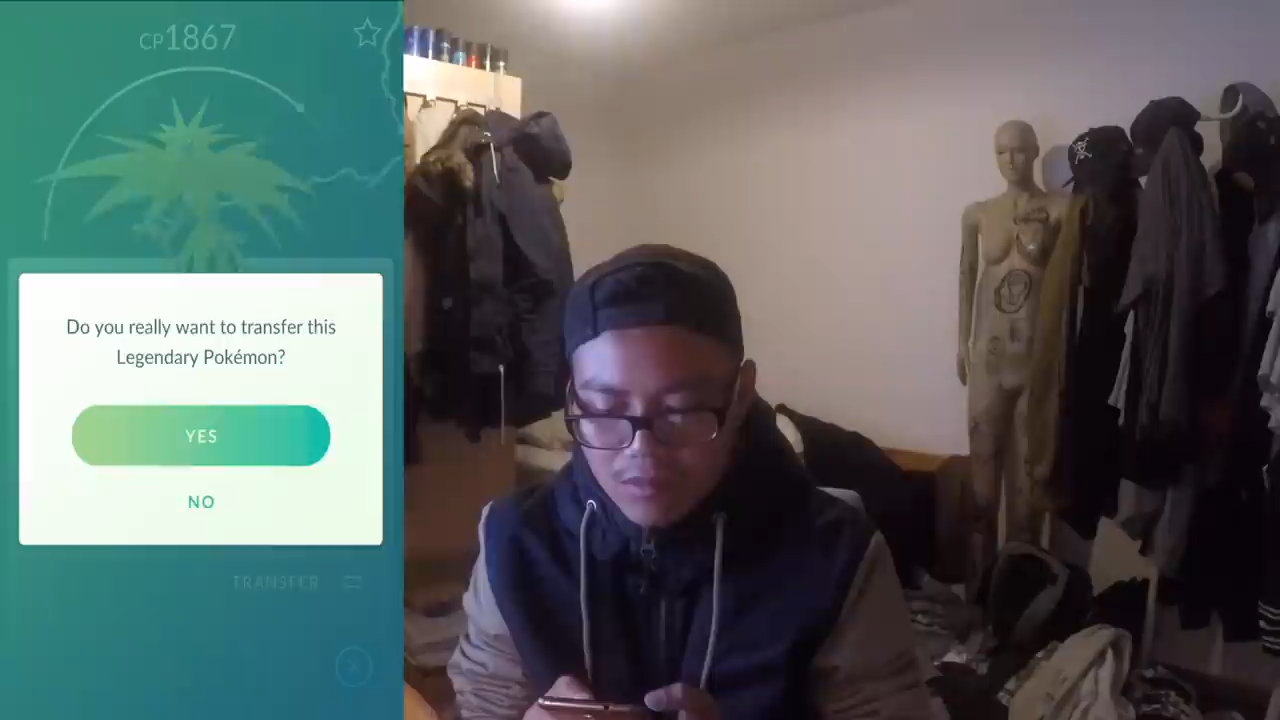 CP1867
Do you really want to transfer this
Legendary Pokémon?
YES
NO
TRANSFER